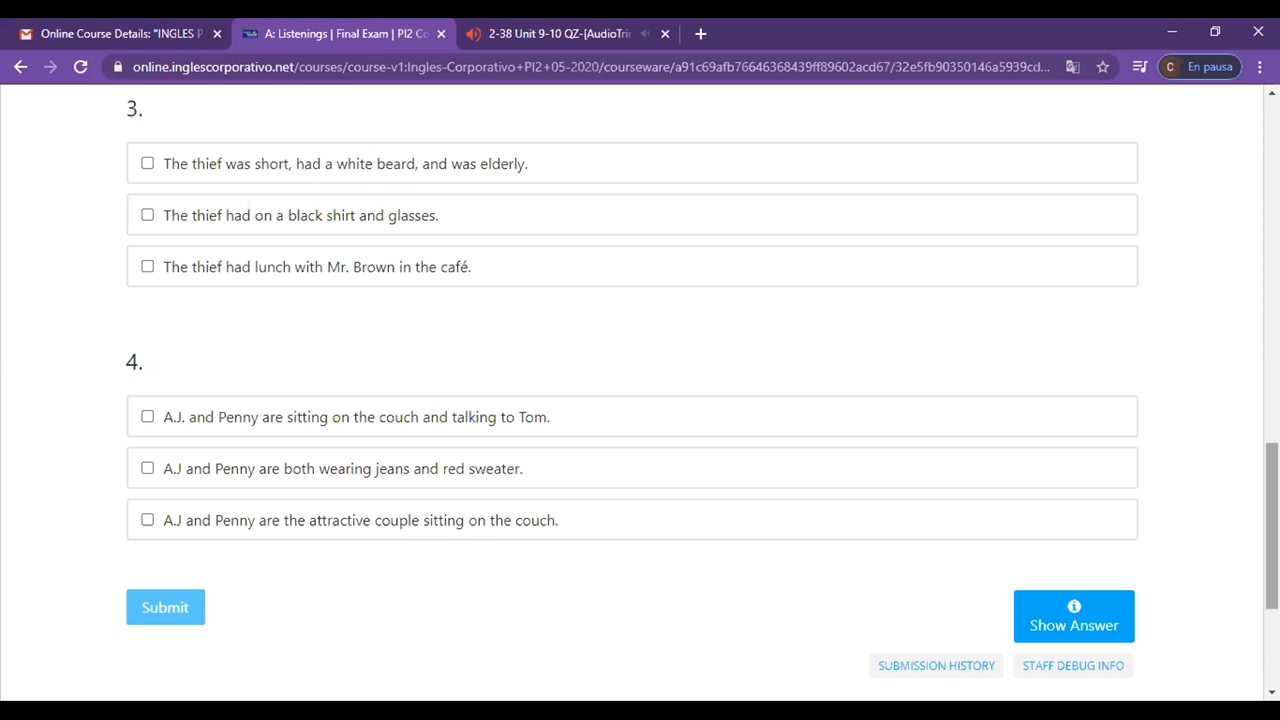 Online Course Details: "INGLES P
A: Listenings | Final Exam | PI2 Co
2-38 Unit 9-10 QZ-[AudioTrir
online.inglescorporativo.net/courses/course-v1:Ingles-Corporativo+PI2+05-2020/courseware/a91c69afb76646368439ff89602acd67/32e5fb90350146a5939cd...
C En pausa
3.
The thief was short, had a white beard, and was elderly.
The thief had on a black shirt and glasses.
The thief had lunch with Mr. Brown in the café.
4.
A.J. and Penny are sitting on the couch and talking to Tom.
A.J and Penny are both wearing jeans and red sweater.
A.J and Penny are the attractive couple sitting on the couch.
Submit
Show Answer
SUBMISSION HISTORY STAFF DEBUG INFO